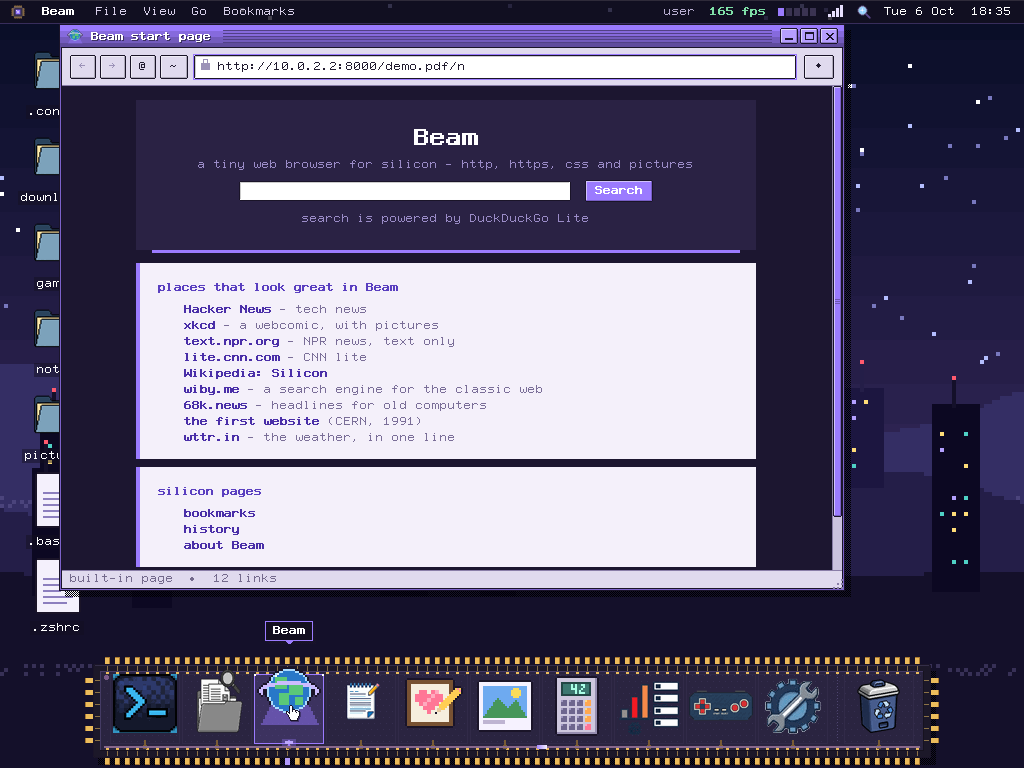 Beam File View Go Bookmarks user 165 fps Tue 6 Oct 18:35
Beam start page
← → @ ~ http://10.0.2.2:8000/demo.pdf/n
Beam
a tiny web browser for silicon - http, https, css and pictures
Search
search is powered by DuckDuckGo Lite
places that look great in Beam
Hacker News - tech news
xkcd - a webcomic, with pictures
text.npr.org - NPR news, text only
lite.cnn.com - CNN lite
Wikipedia: Silicon
wiby.me - a search engine for the classic web
68k.news - headlines for old computers
the first website (CERN, 1991)
wttr.in - the weather, in one line
silicon pages
bookmarks
history
about Beam
built-in page • 12 links
.con
downl
gam
not
pictu
.bas
.zshrc
Beam
42